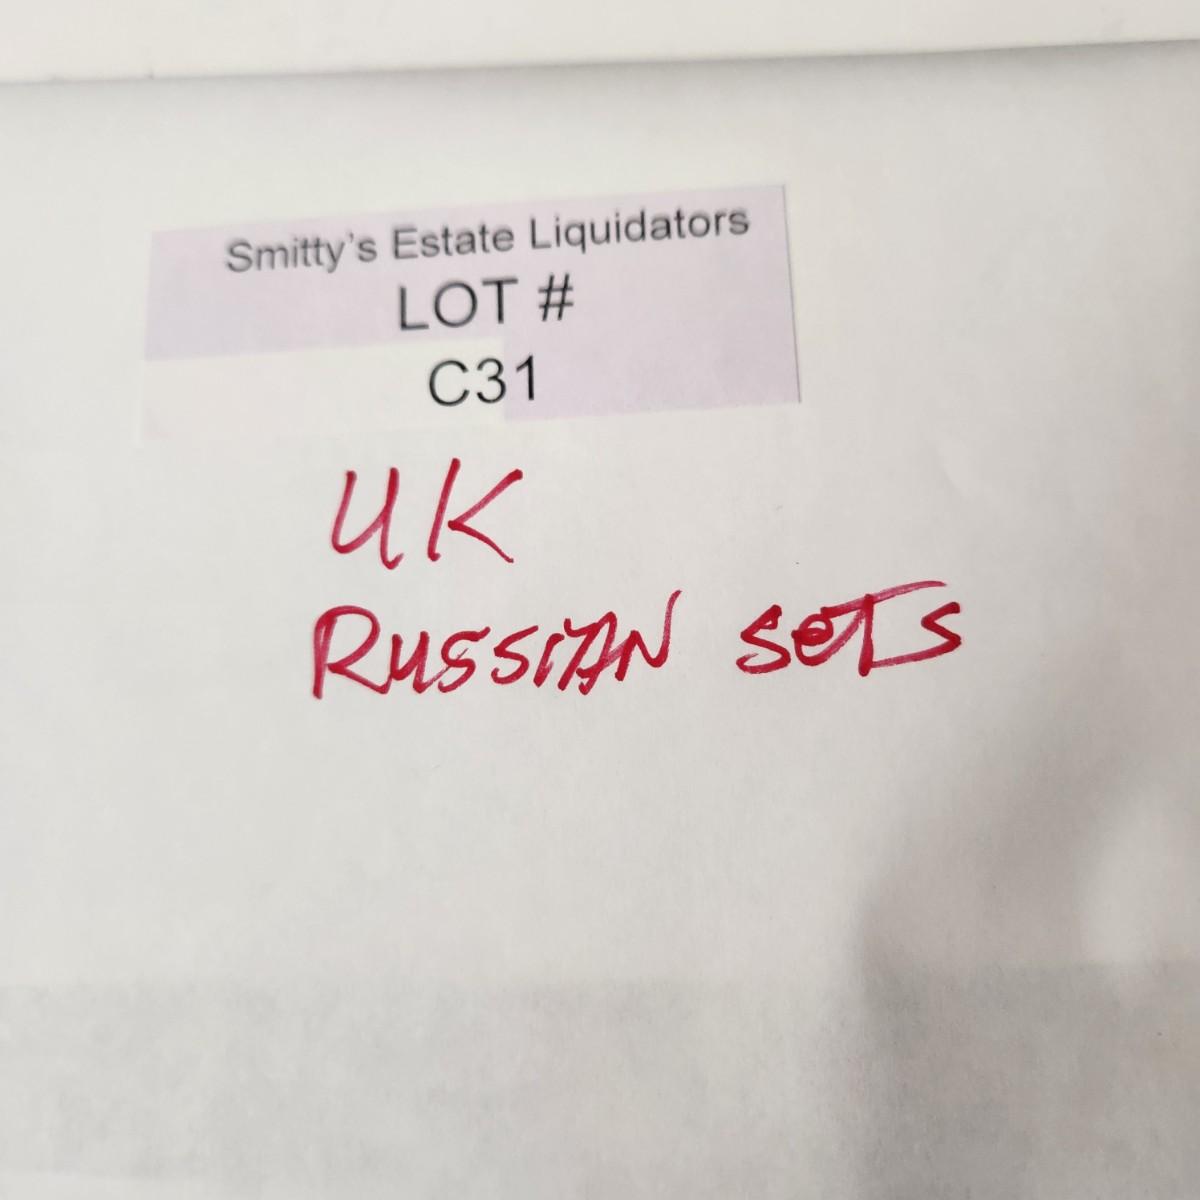 Smitty's Estate Liquidators
LOT #
C31
UK
RUSSIAN SeTs